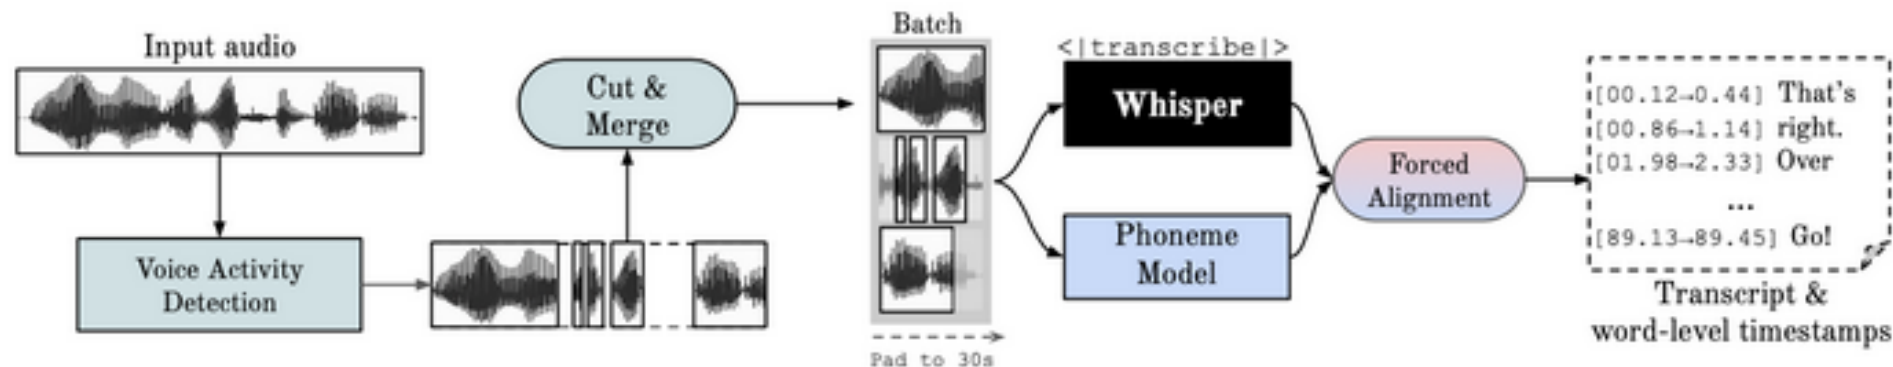 Input audio
Voice Activity
Detection
Cut &
Merge
Batch
Pad to 30s
<|transcribe|>
Whisper
Phoneme
Model
Forced
Alignment
[00.12→0.44] That's
[00.86→1.14] right.
[01.98→2.33] Over
...
[89.13→89.45] Go!
Transcript &
word-level timestamps